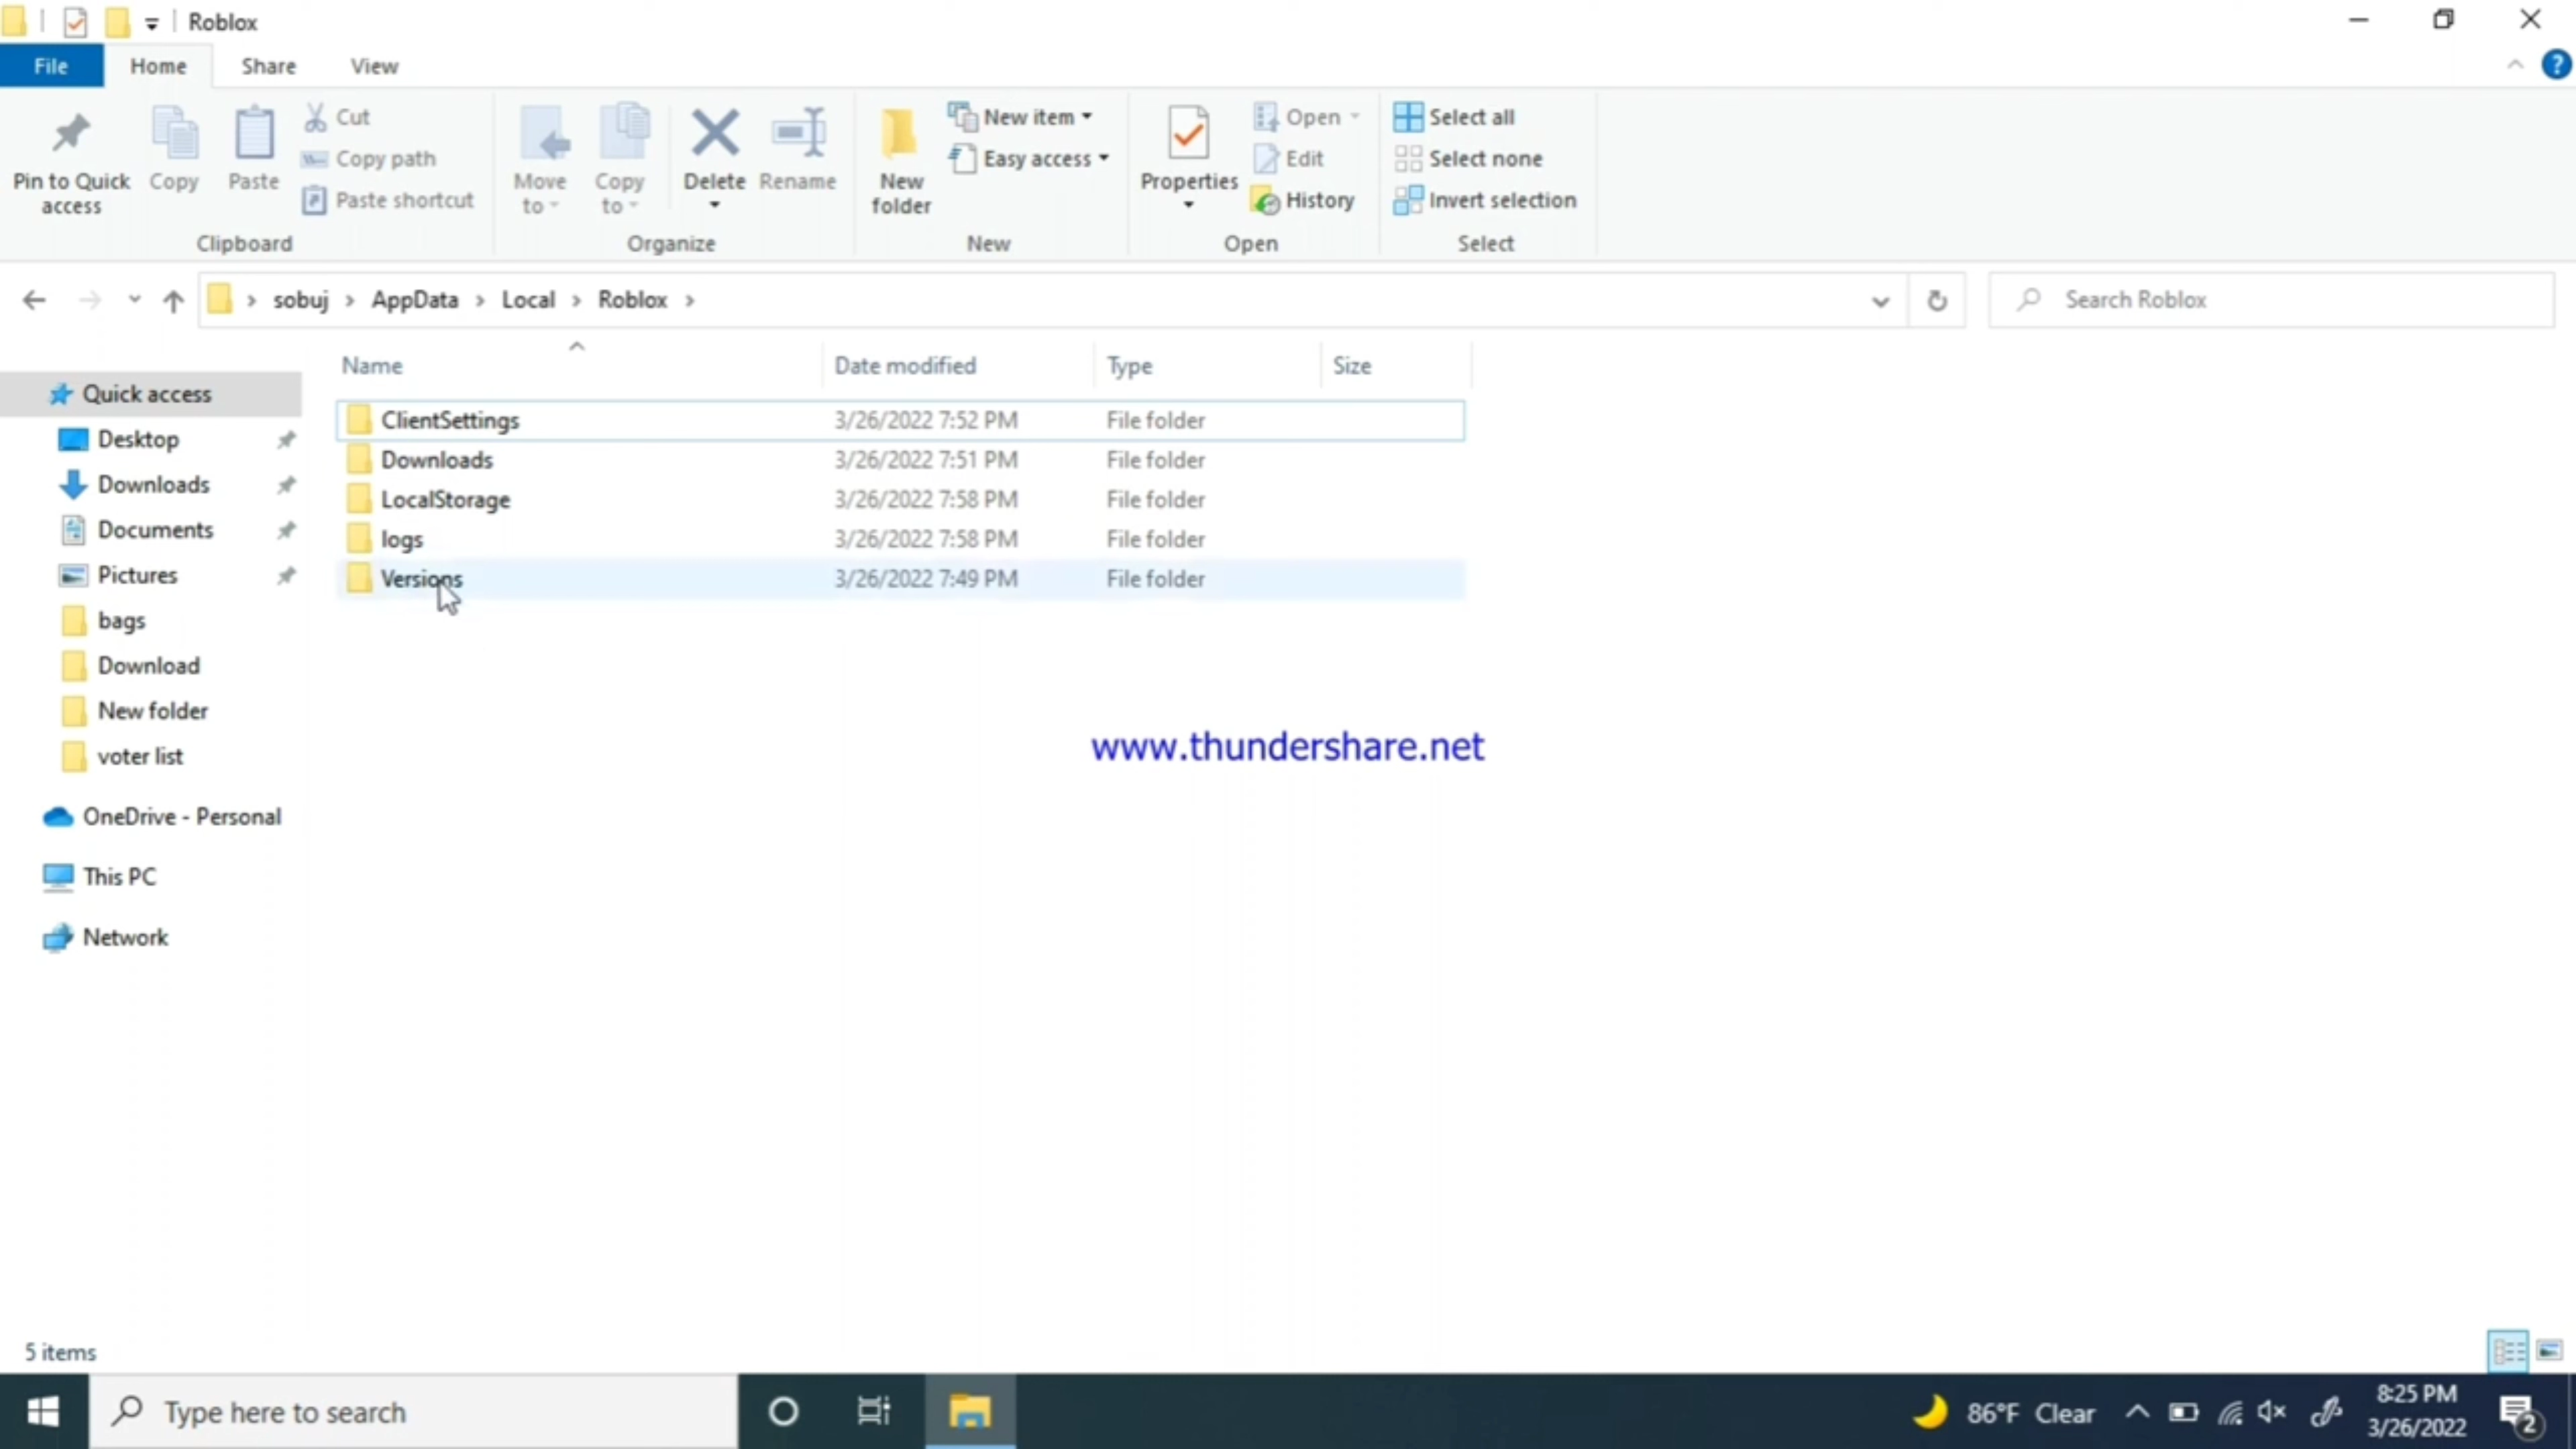 Roblox
File Home Share View
Pin to Quick access
Copy
Paste
Cut
Copy path
Paste shortcut
Clipboard
Move to
Copy to
Delete
Rename
Organize
New folder
New item
Easy access
New
Properties
Open
Edit
History
Open
Select all
Select none
Invert selection
Select
sobuj > AppData > Local > Roblox >
Search Roblox
Name Date modified Type Size
ClientSettings 3/26/2022 7:52 PM File folder
Downloads 3/26/2022 7:51 PM File folder
LocalStorage 3/26/2022 7:58 PM File folder
logs 3/26/2022 7:58 PM File folder
Versions 3/26/2022 7:49 PM File folder
Quick access
Desktop
Downloads
Documents
Pictures
bags
Download
New folder
voter list
OneDrive - Personal
This PC
Network
www.thundershare.net
5 items
Type here to search
86°F Clear
8:25 PM
3/26/2022
2